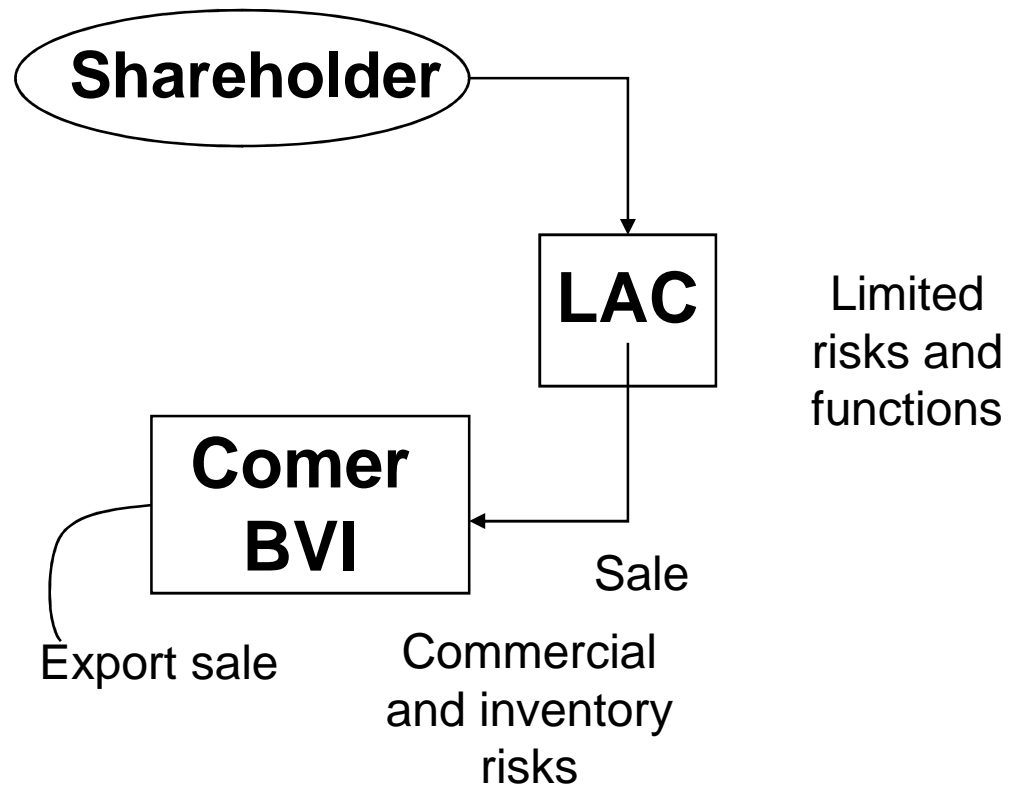 Shareholder
LAC
Limited
risks and
functions
Comer
BVI
Sale
Export sale
Commercial
and inventory
risks